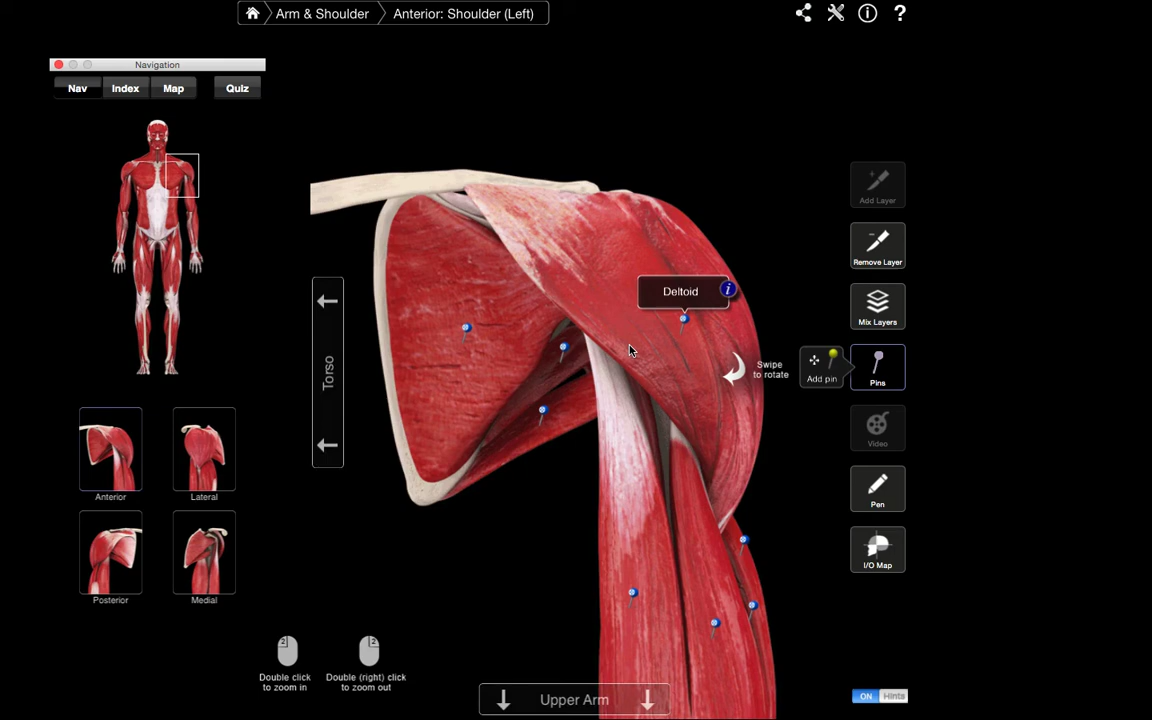 Arm & Shoulder
Anterior: Shoulder (Left)
?
Navigation
Nav
Index
Map
Quiz
Add Layer
Remove Layer
Deltoid
i
Mix Layers
Swipe
to rotate
Add pin
Pins
Torso
Video
Anterior
Lateral
Pen
I/O Map
Posterior
Medial
2
2
Double click
to zoom in
Double (right) click
to zoom out
Upper Arm
ON
Hints